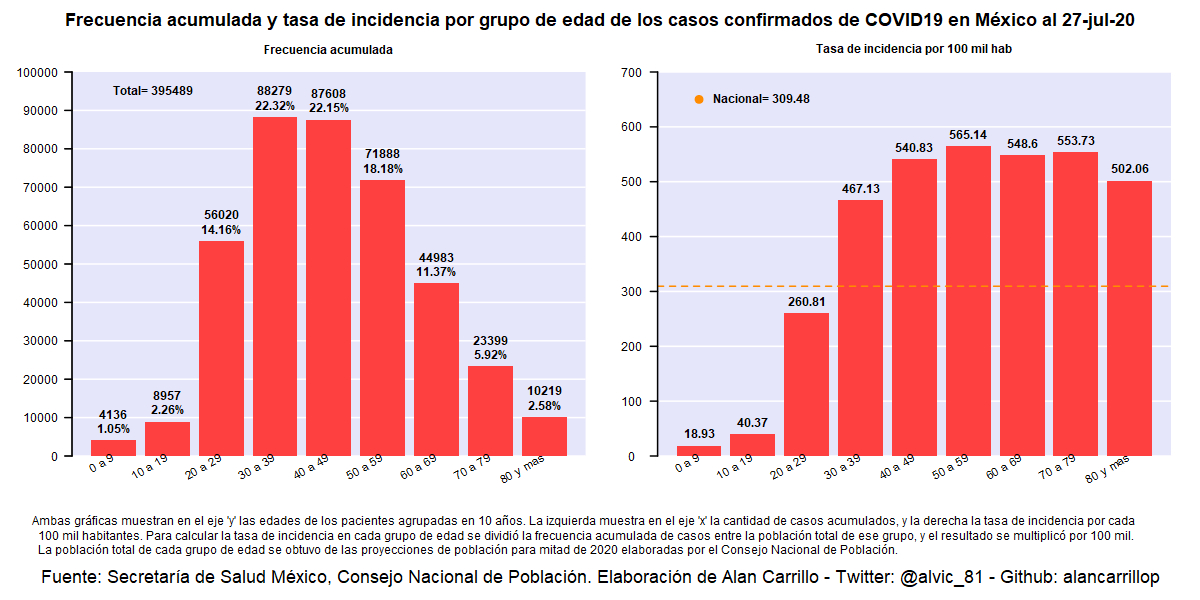 Frecuencia acumulada y tasa de incidencia por grupo de edad de los casos confirmados de COVID19 en México al 27-jul-20
Frecuencia acumulada
100000
90000
80000
70000
60000
50000
40000
30000
20000
10000
0
Total= 395489
4136
1.05%
8957
2.26%
56020
14.16%
88279
22.32%
87608
22.15%
71888
18.18%
44983
11.37%
23399
5.92%
10219
2.58%
0 a 9
10 a 19
20 a 29
30 a 39
40 a 49
50 a 59
60 a 69
70 a 79
80 y mas
Tasa de incidencia por 100 mil hab
700
600
500
400
300
200
100
0
Nacional= 309.48
18.93
40.37
260.81
467.13
540.83
565.14
548.6
553.73
502.06
0 a 9
10 a 19
20 a 29
30 a 39
40 a 49
50 a 59
60 a 69
70 a 79
80 y mas
Ambas gráficas muestran en el eje 'y' las edades de los pacientes agrupadas en 10 años. La izquierda muestra en el eje 'x' la cantidad de casos acumulados, y la derecha la tasa de incidencia por cada
100 mil habitantes. Para calcular la tasa de incidencia en cada grupo de edad se dividió la frecuencia acumulada de casos entre la población total de ese grupo, y el resultado se multiplicó por 100 mil.
La población total de cada grupo de edad se obtuvo de las proyecciones de población para mitad de 2020 elaboradas por el Consejo Nacional de Población.
Fuente: Secretaría de Salud México, Consejo Nacional de Población. Elaboración de Alan Carrillo - Twitter: @alvic_81 - Github: alancarrillop